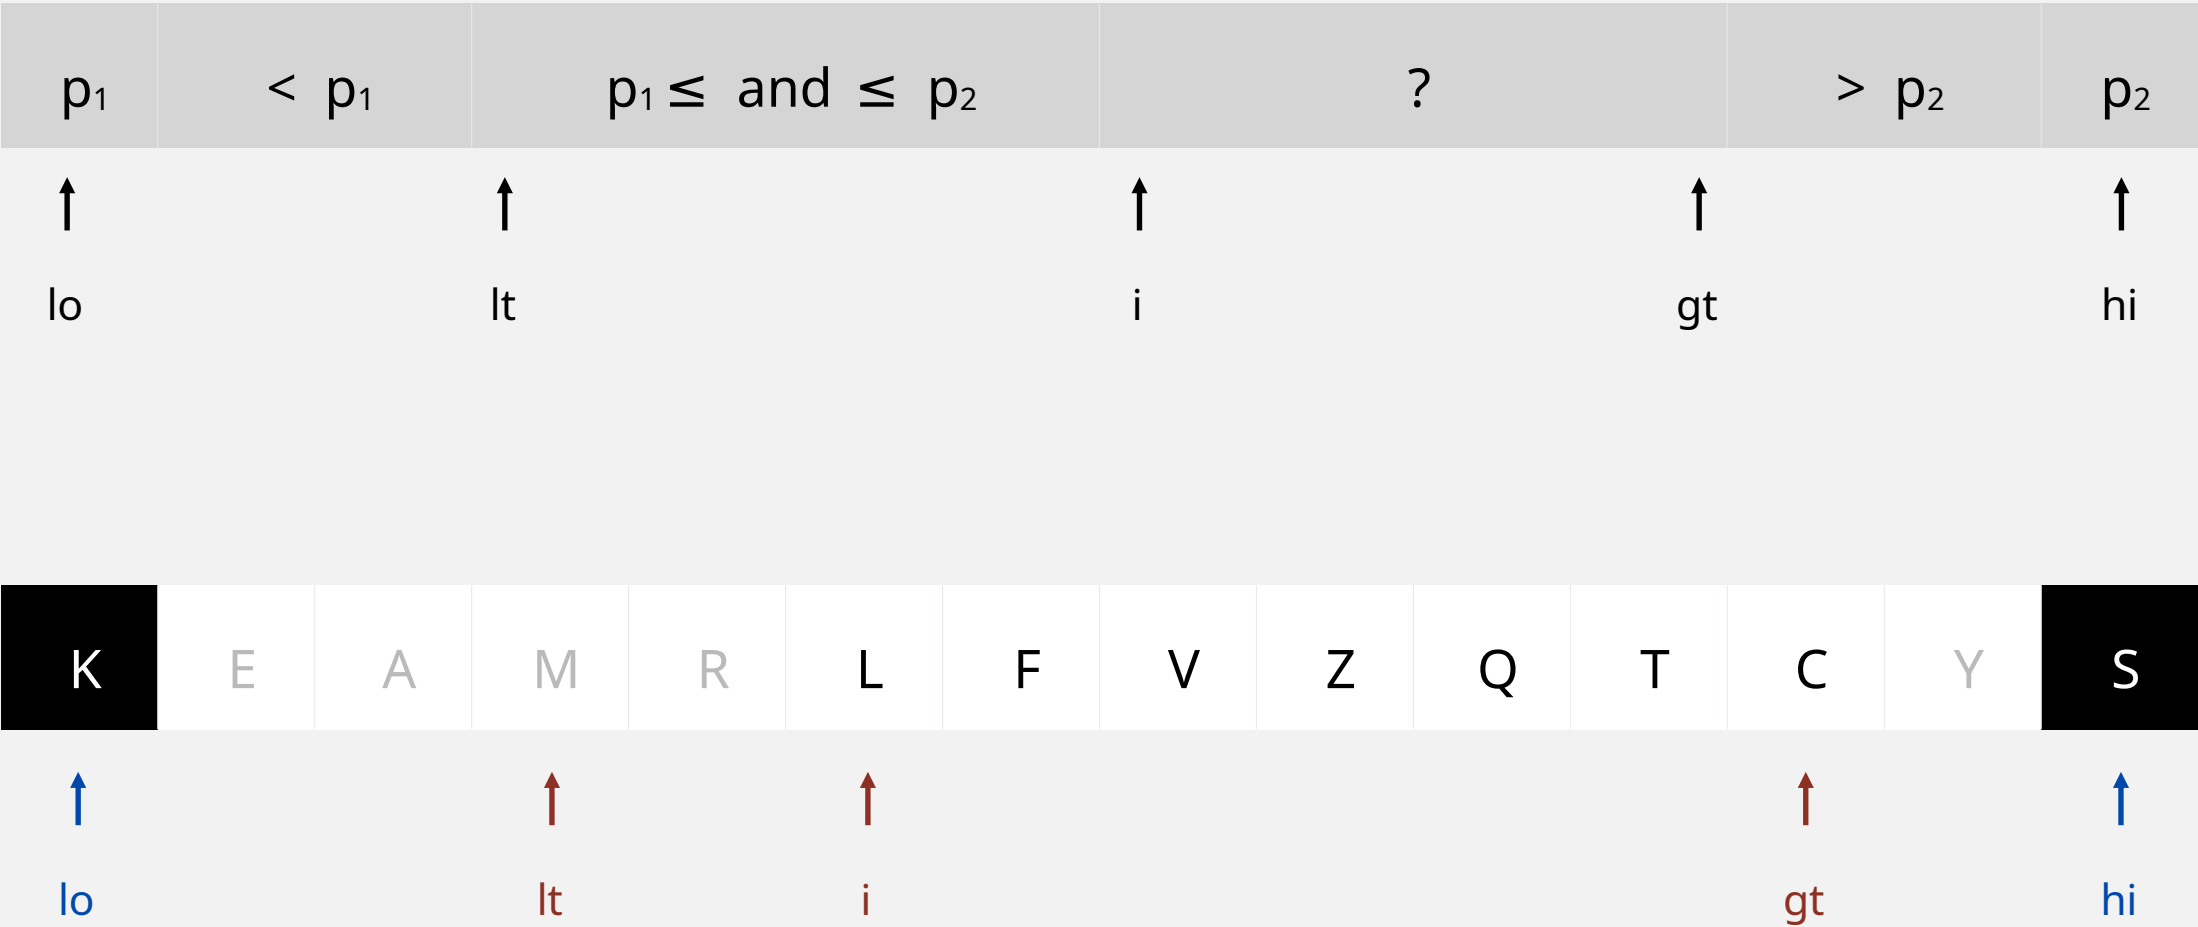 p₁ < p₁ p₁ ≤ and ≤ p₂ ? > p₂ p₂
lo lt i gt hi
K E A M R L F V Z Q T C Y S
lo lt i gt hi